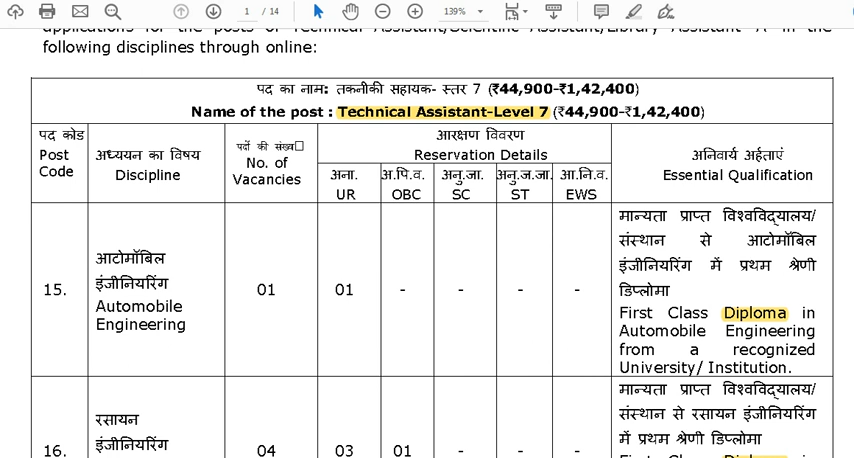 1 / 14
139%
applications for the posts of Technical Assistant/Scientific Assistant/Library Assistant 'A' in the
following disciplines through online:
पद का नाम: तकनीकी सहायक- स्तर 7 (₹44,900-₹1,42,400)
Name of the post : Technical Assistant-Level 7 (₹44,900-₹1,42,400)
पद कोड
Post
Code
अध्ययन का विषय
Discipline
पदों की संख्य
No. of
Vacancies
आरक्षण विवरण
Reservation Details
अना.
UR
अ.पि.व.
OBC
अनु.जा.
SC
अनु.ज.जा.
ST
आ.नि.व.
EWS
अनिवार्य अर्हताएं
Essential Qualification
15.
आटोमॉबिल
इंजीनियरिंग
Automobile
Engineering
01
01
-
-
-
-
मान्यता प्राप्त विश्वविद्यालय/
संस्थान से आटोमॉबिल
इंजीनियरिंग में प्रथम श्रेणी
डिप्लोमा
First Class Diploma in
Automobile Engineering
from a recognized
University/ Institution.
16.
रसायन
इंजीनियरिंग
04
03
01
-
-
-
मान्यता प्राप्त विश्वविद्यालय/
संस्थान से रसायन इंजीनियरिंग
में प्रथम श्रेणी डिप्लोमा
First Class Diploma in